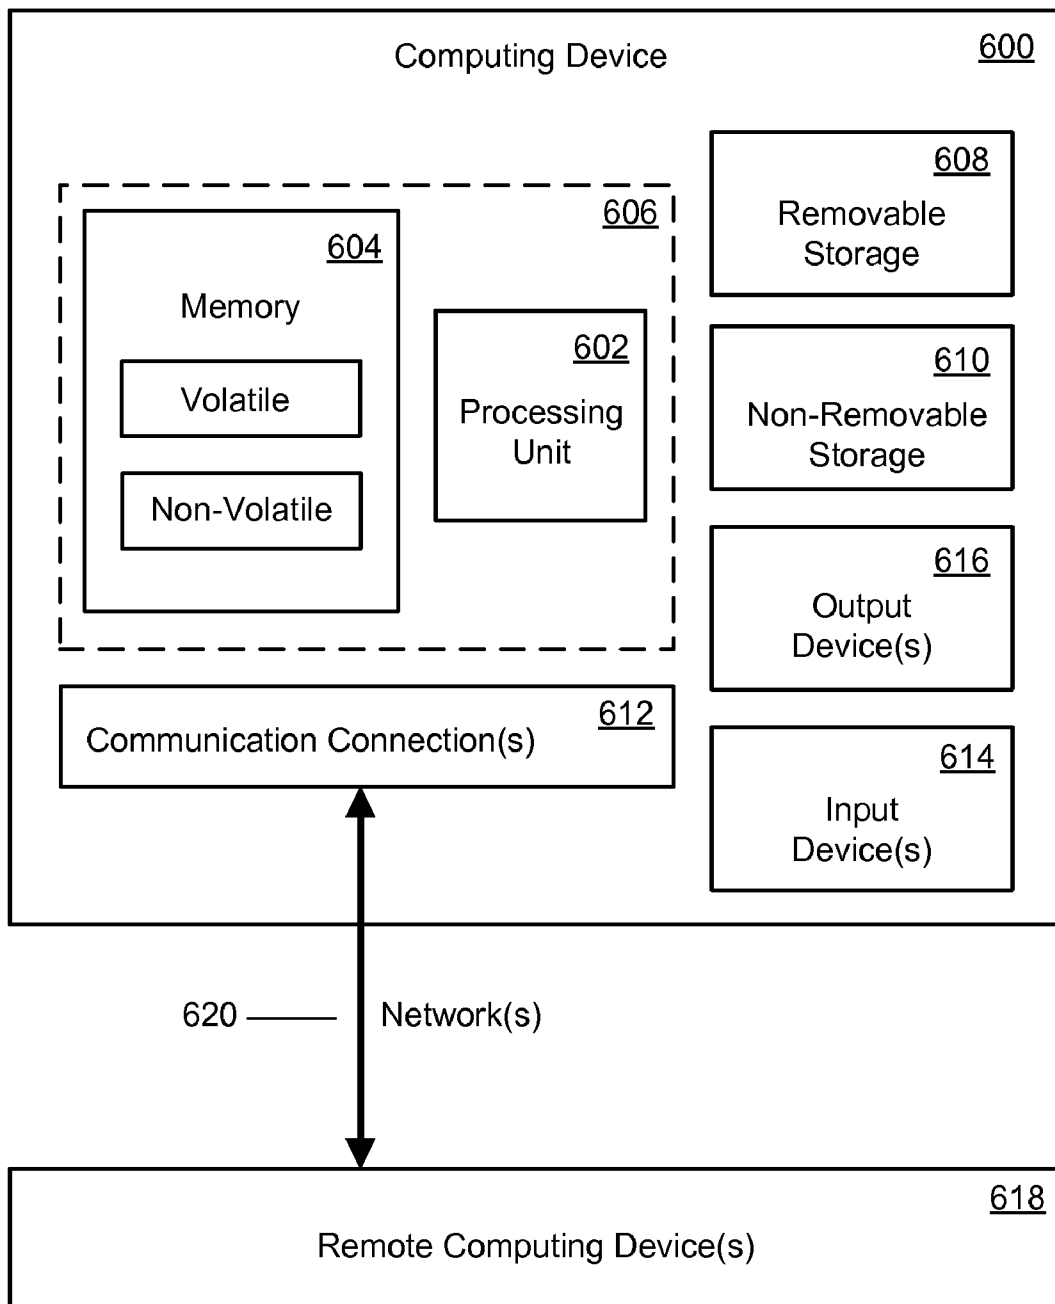 Computing Device
600
608
Removable
Storage
606
604
Memory
Volatile
Non-Volatile
602
Processing
Unit
610
Non-Removable
Storage
616
Output
Device(s)
612
Communication Connection(s)
614
Input
Device(s)
620
Network(s)
618
Remote Computing Device(s)